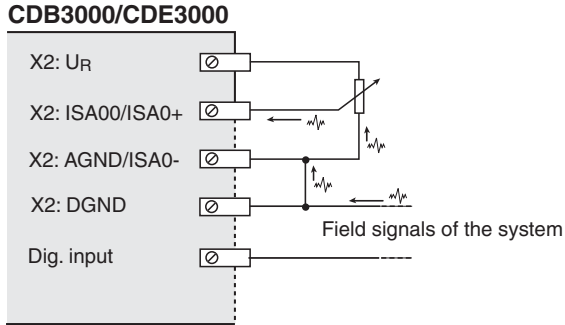 CDB3000/CDE3000
X2: UR
X2: ISA00/ISA0+
X2: AGND/ISA0-
X2: DGND
Field signals of the system
Dig. input